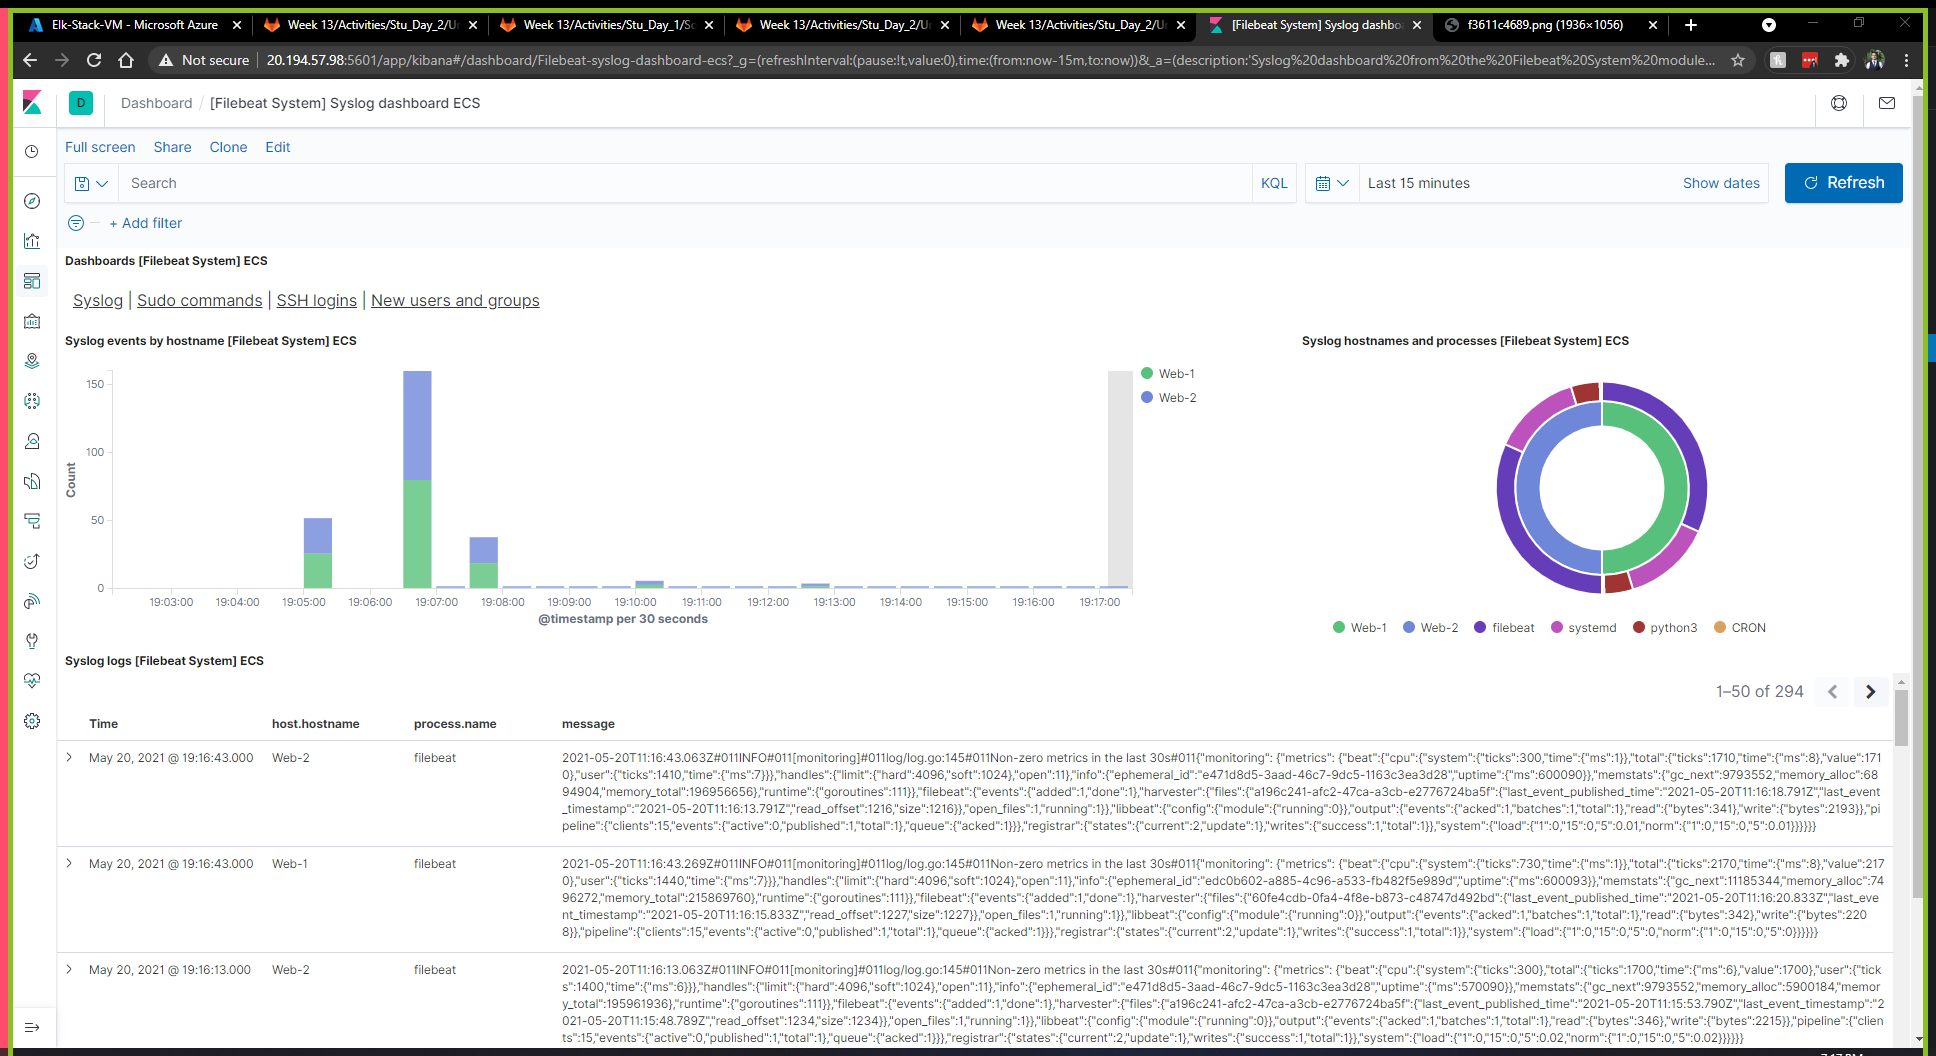 Elk-Stack-VM - Microsoft Azure
Week 13/Activities/Stu_Day_2/Un
Week 13/Activities/Stu_Day_1/Sc
Week 13/Activities/Stu_Day_2/Un
Week 13/Activities/Stu_Day_2/Un
[Filebeat System] Syslog dashbo
f3611c4689.png (1936×1056)
Not secure
20.194.57.98:5601/app/kibana#/dashboard/Filebeat-syslog-dashboard-ecs?_g=(refreshInterval:(pause:!t,value:0),time:(from:now-15m,to:now))&_a=(description:'Syslog%20dashboard%20from%20the%20Filebeat%20System%20module...
D
Dashboard / [Filebeat System] Syslog dashboard ECS
Full screen Share Clone Edit
Search KQL Last 15 minutes Show dates Refresh
+ Add filter
Dashboards [Filebeat System] ECS
Syslog | Sudo commands | SSH logins | New users and groups
Syslog events by hostname [Filebeat System] ECS
150
100
50
0
Count
19:03:00 19:04:00 19:05:00 19:06:00 19:07:00 19:08:00 19:09:00 19:10:00 19:11:00 19:12:00 19:13:00 19:14:00 19:15:00 19:16:00 19:17:00
@timestamp per 30 seconds
Web-1
Web-2
Syslog hostnames and processes [Filebeat System] ECS
Web-1 Web-2 filebeat systemd python3 CRON
Syslog logs [Filebeat System] ECS
1–50 of 294
Time host.hostname process.name message
May 20, 2021 @ 19:16:43.000 Web-2 filebeat 2021-05-20T11:16:43.063Z#011INFO#011[monitoring]#011log/log.go:145#011Non-zero metrics in the last 30s#011{"monitoring": {"metrics": {"beat":{"cpu":{"system":{"ticks":300,"time":{"ms":1}},"total":{"ticks":1710,"time":{"ms":8},"value":171
0},"user":{"ticks":1410,"time":{"ms":7}}},"handles":{"limit":{"hard":4096,"soft":1024},"open":11},"info":{"ephemeral_id":"e471d8d5-3aad-46c7-9dc5-1163c3ea3d28","uptime":{"ms":600090}},"memstats":{"gc_next":9793552,"memory_alloc":68
94904,"memory_total":196956656},"runtime":{"goroutines":111}},"filebeat":{"events":{"added":1,"done":1},"harvester":{"files":{"a196c241-afc2-47ca-a3cb-e2776724ba5f":{"last_event_published_time":"2021-05-20T11:16:18.791Z","last_event
_timestamp":"2021-05-20T11:16:13.791Z","read_offset":1216,"size":1216}},"open_files":1,"running":1}},"libbeat":{"config":{"module":{"running":0}},"output":{"events":{"acked":1,"batches":1,"total":1},"read":{"bytes":341},"write":{"bytes":2193}},"pi
peline":{"clients":15,"events":{"active":0,"published":1,"total":1},"queue":{"acked":1}}},"registrar":{"states":{"current":2,"update":1},"writes":{"success":1,"total":1}},"system":{"load":{"1":0,"15":0,"5":0.01,"norm":{"1":0,"15":0,"5":0.01}}}}}}
May 20, 2021 @ 19:16:43.000 Web-1 filebeat 2021-05-20T11:16:43.269Z#011INFO#011[monitoring]#011log/log.go:145#011Non-zero metrics in the last 30s#011{"monitoring": {"metrics": {"beat":{"cpu":{"system":{"ticks":730,"time":{"ms":1}},"total":{"ticks":2170,"time":{"ms":8},"value":217
0},"user":{"ticks":1440,"time":{"ms":7}}},"handles":{"limit":{"hard":4096,"soft":1024},"open":11},"info":{"ephemeral_id":"edc0b602-a885-4c96-a533-fb482f5e989d","uptime":{"ms":600093}},"memstats":{"gc_next":11185344,"memory_alloc":7
496272,"memory_total":215869760},"runtime":{"goroutines":111}},"filebeat":{"events":{"added":1,"done":1},"harvester":{"files":{"60fe4cdb-0fa4-4f8e-b873-c48747d492bd":{"last_event_published_time":"2021-05-20T11:16:20.833Z","last_eve
nt_timestamp":"2021-05-20T11:16:15.833Z","read_offset":1227,"size":1227}},"open_files":1,"running":1}},"libbeat":{"config":{"module":{"running":0}},"output":{"events":{"acked":1,"batches":1,"total":1},"read":{"bytes":342},"write":{"bytes":220
8}},"pipeline":{"clients":15,"events":{"active":0,"published":1,"total":1},"queue":{"acked":1}}},"registrar":{"states":{"current":2,"update":1},"writes":{"success":1,"total":1}},"system":{"load":{"1":0,"15":0,"5":0,"norm":{"1":0,"15":0,"5":0}}}}}}
May 20, 2021 @ 19:16:13.000 Web-2 filebeat 2021-05-20T11:16:13.063Z#011INFO#011[monitoring]#011log/log.go:145#011Non-zero metrics in the last 30s#011{"monitoring": {"metrics": {"beat":{"cpu":{"system":{"ticks":300},"total":{"ticks":1700,"time":{"ms":6},"value":1700},"user":{"tick
s":1400,"time":{"ms":6}}},"handles":{"limit":{"hard":4096,"soft":1024},"open":11},"info":{"ephemeral_id":"e471d8d5-3aad-46c7-9dc5-1163c3ea3d28","uptime":{"ms":570090}},"memstats":{"gc_next":9793552,"memory_alloc":5900184,"memor
y_total":195961936},"runtime":{"goroutines":111}},"filebeat":{"events":{"added":1,"done":1},"harvester":{"files":{"a196c241-afc2-47ca-a3cb-e2776724ba5f":{"last_event_published_time":"2021-05-20T11:15:53.790Z","last_event_timestamp":"2
021-05-20T11:15:48.789Z","read_offset":1234,"size":1234}},"open_files":1,"running":1}},"libbeat":{"config":{"module":{"running":0}},"output":{"events":{"acked":1,"batches":1,"total":1},"read":{"bytes":346},"write":{"bytes":2215}},"pipeline":{"clien
ts":15,"events":{"active":0,"published":1,"total":1},"queue":{"acked":1}}},"registrar":{"states":{"current":2,"update":1},"writes":{"success":1,"total":1}},"system":{"load":{"1":0,"15":0,"5":0.02,"norm":{"1":0,"15":0,"5":0.02}}}}}}